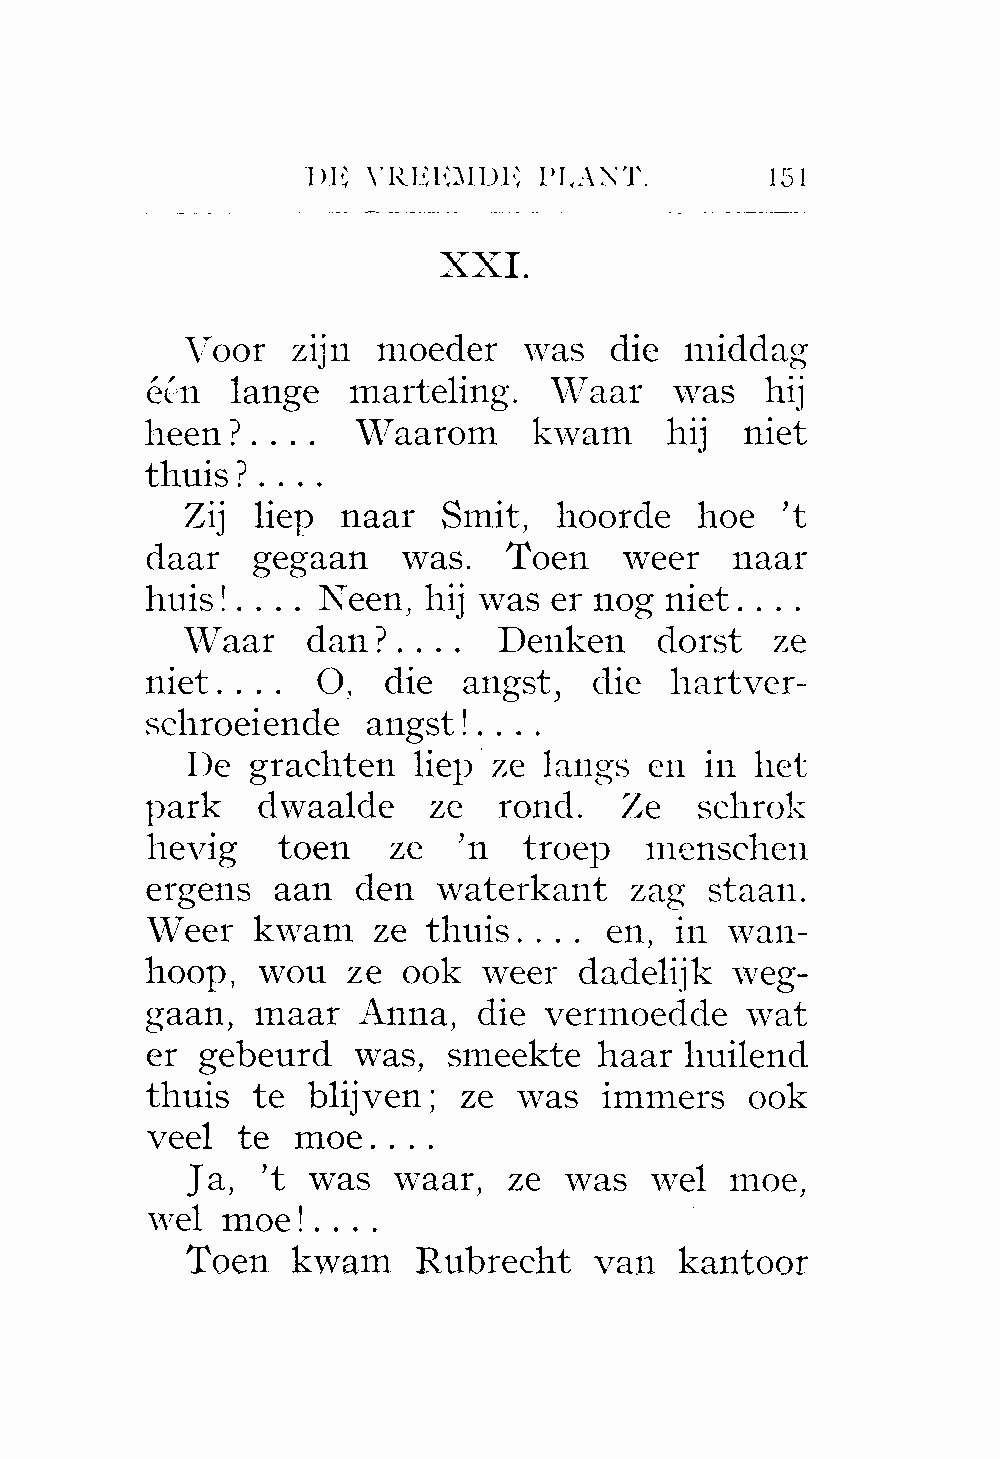 DE VREEMDE PLANT. 151
XXI.
Voor zijn moeder was die middag
één lange marteling. Waar was hij
heen?.... Waarom kwam hij niet
thuis?....
Zij liep naar Smit, hoorde hoe 't
daar gegaan was. Toen weer naar
huis!.... Neen, hij was er nog niet....
Waar dan?.... Denken dorst ze
niet.... O, die angst, die hartver-
schroeiende angst!....
De grachten liep ze langs en in het
park dwaalde ze rond. Ze schrok
hevig toen ze 'n troep menschen
ergens aan den waterkant zag staan.
Weer kwam ze thuis.... en, in wan-
hoop, wou ze ook weer dadelijk weg-
gaan, maar Anna, die vermoedde wat
er gebeurd was, smeekte haar huilend
thuis te blijven; ze was immers ook
veel te moe....
Ja, 't was waar, ze was wel moe,
wel moe!....
Toen kwam Rubrecht van kantoor